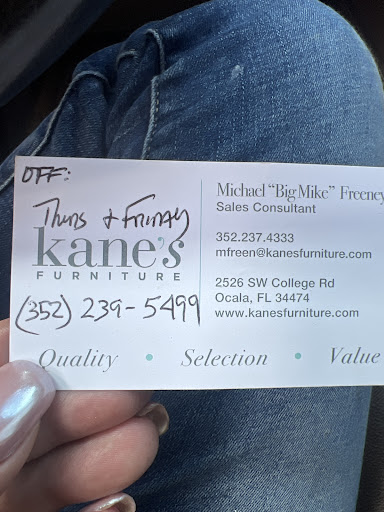 OFF:
Thurs & Friday
kane's
FURNITURE
(352) 239-5499
Michael "Big Mike" Freeney
Sales Consultant
352.237.4333
mfreen@kanesfurniture.com
2526 SW College Rd
Ocala, FL 34474
www.kanesfurniture.com
Quality • Selection • Value